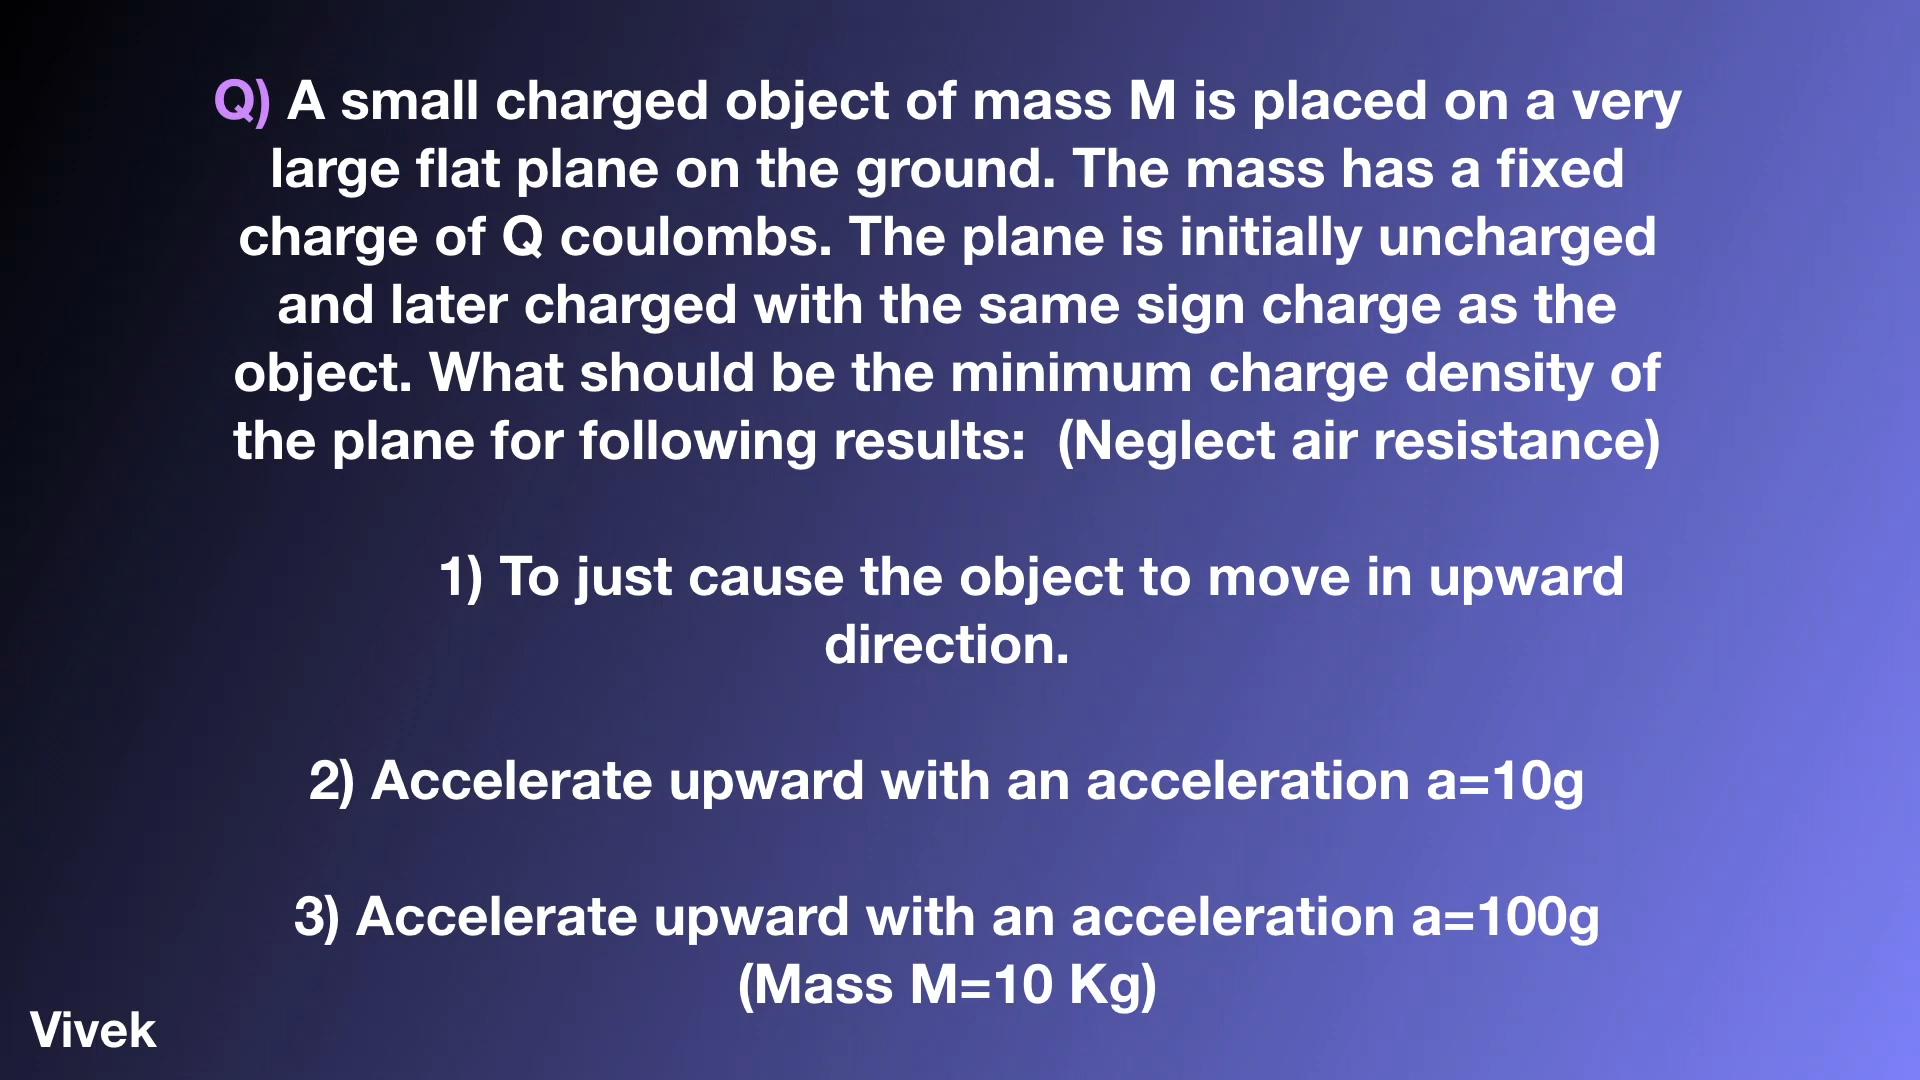 Q) A small charged object of mass M is placed on a very
large flat plane on the ground. The mass has a fixed
charge of Q coulombs. The plane is initially uncharged
and later charged with the same sign charge as the
object. What should be the minimum charge density of
the plane for following results:  (Neglect air resistance)
1) To just cause the object to move in upward
direction.
2) Accelerate upward with an acceleration a=10g
3) Accelerate upward with an acceleration a=100g
(Mass M=10 Kg)
Vivek